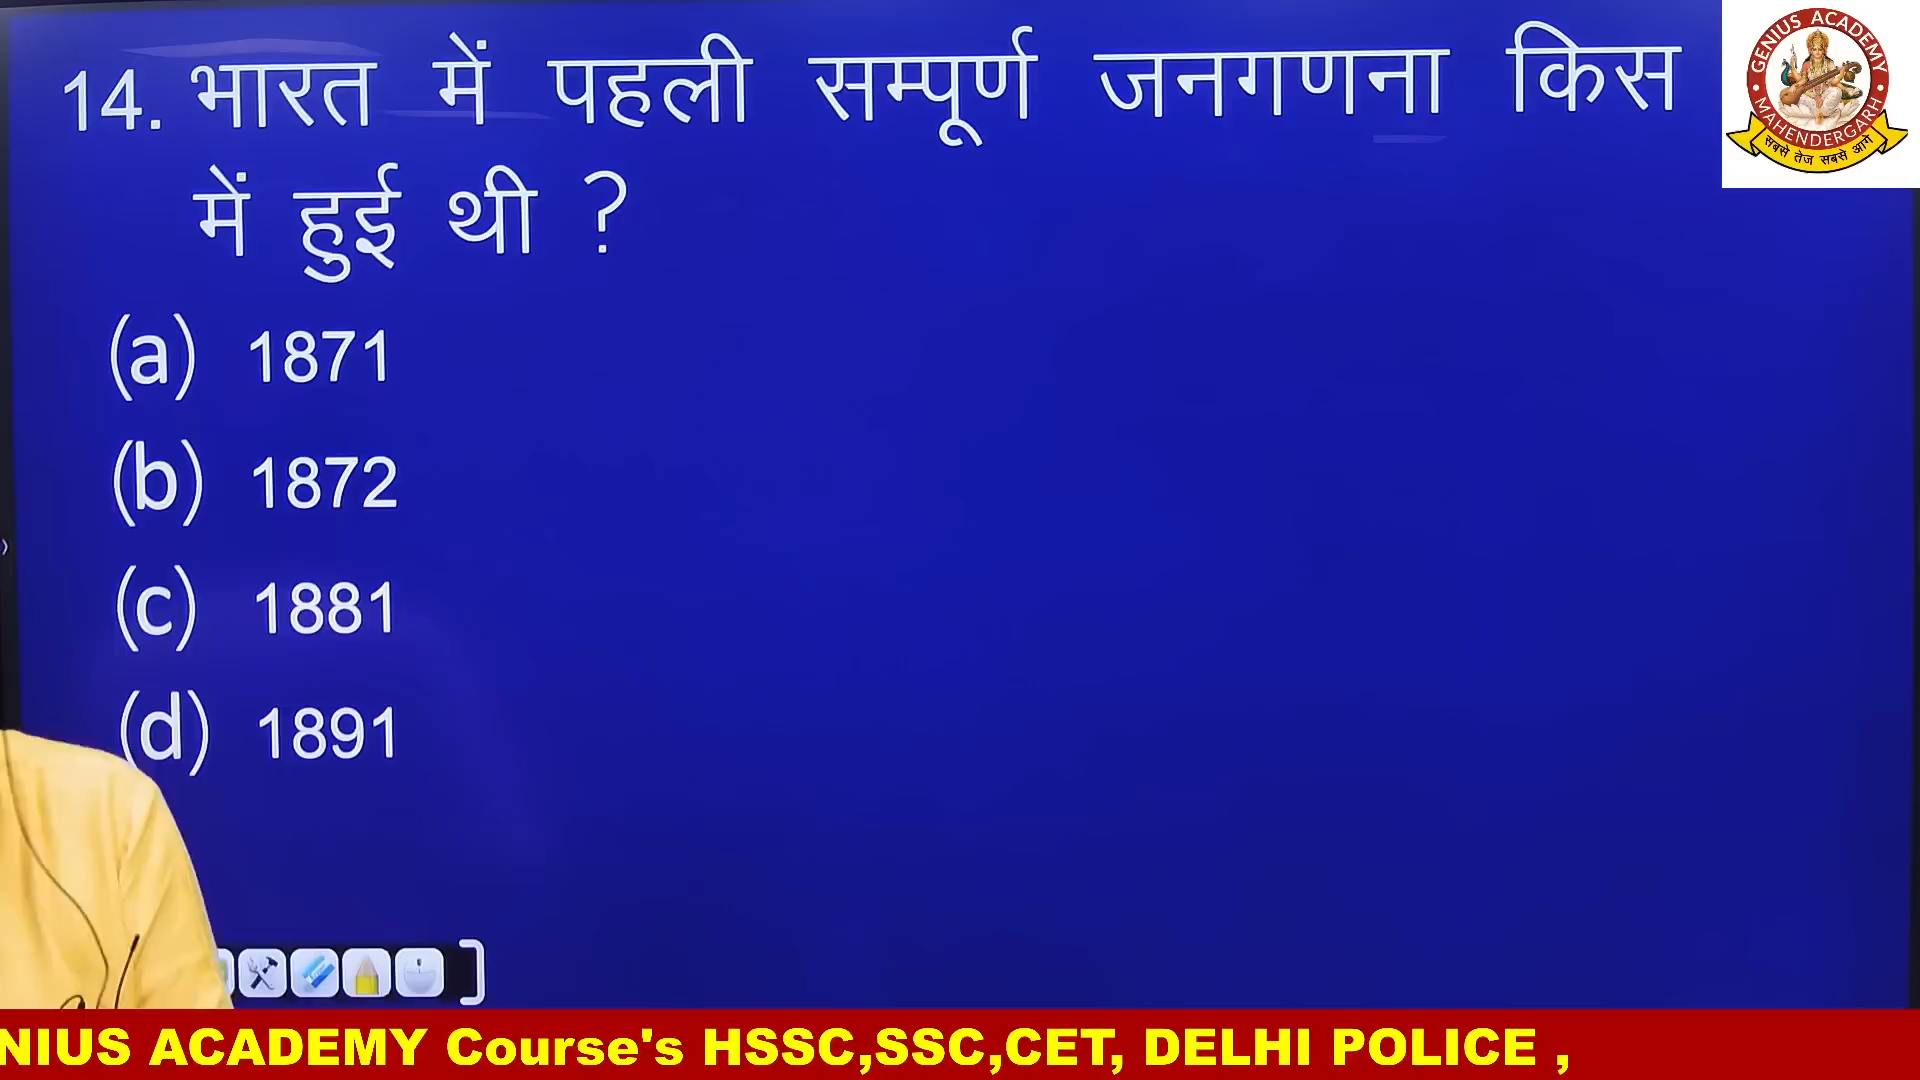 14. भारत में पहली सम्पूर्ण जनगणना किस
में हुई थी ?
(a) 1871
(b) 1872
(c) 1881
(d) 1891
GENIUS ACADEMY
MAHENDERGARH
सबसे तेज सबसे आगे
NIUS ACADEMY Course's HSSC,SSC,CET, DELHI POLICE ,